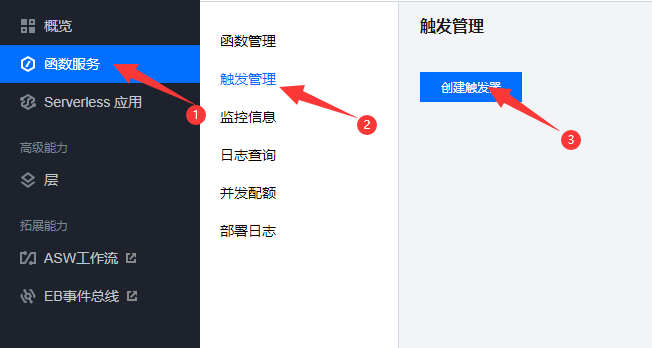 概览
函数服务
1
Serverless 应用
高级能力
层
拓展能力
ASW工作流
EB事件总线
函数管理
触发管理
2
监控信息
日志查询
并发配额
部署日志
触发管理
创建触发器
3